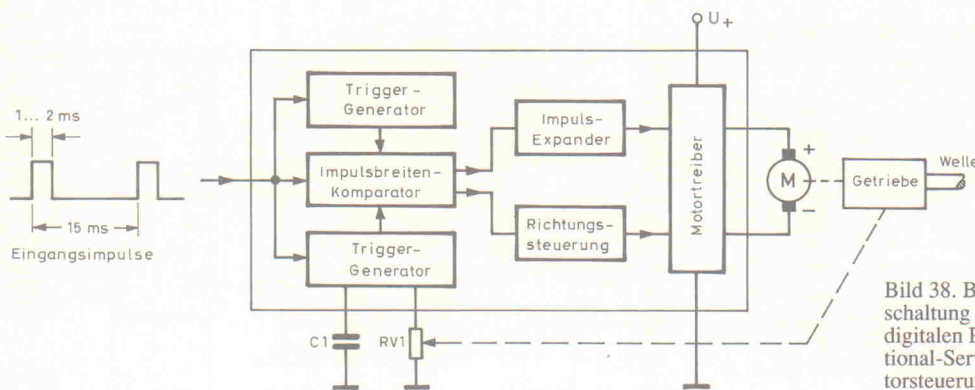 U+
1... 2 ms
15 ms
Eingangsimpulse
Trigger-
Generator
Impulsbreiten-
Komparator
Trigger-
Generator
Impuls-
Expander
Richtungs-
steuerung
Motortreiber
+
M
-
Getriebe
Welle
C1
RV1
Bild 38. B
schaltung
digitalen
tional-Ser
torsteueru